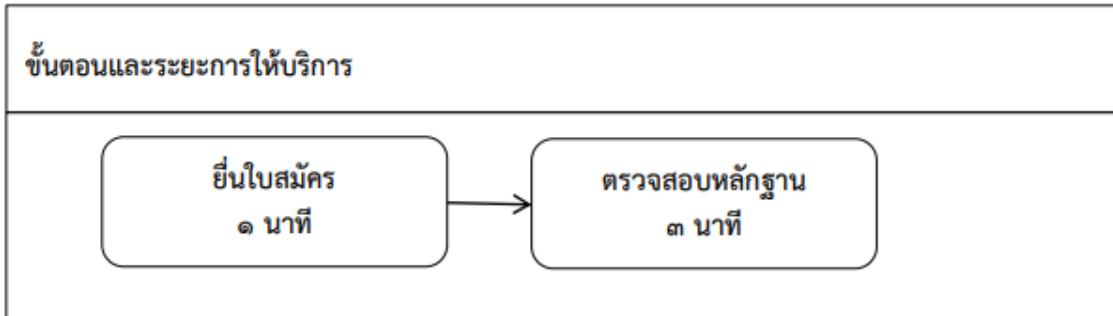 ขั้นตอนและระยะการให้บริการ
ยื่นใบสมัคร
๑ นาที
ตรวจสอบหลักฐาน
๓ นาที